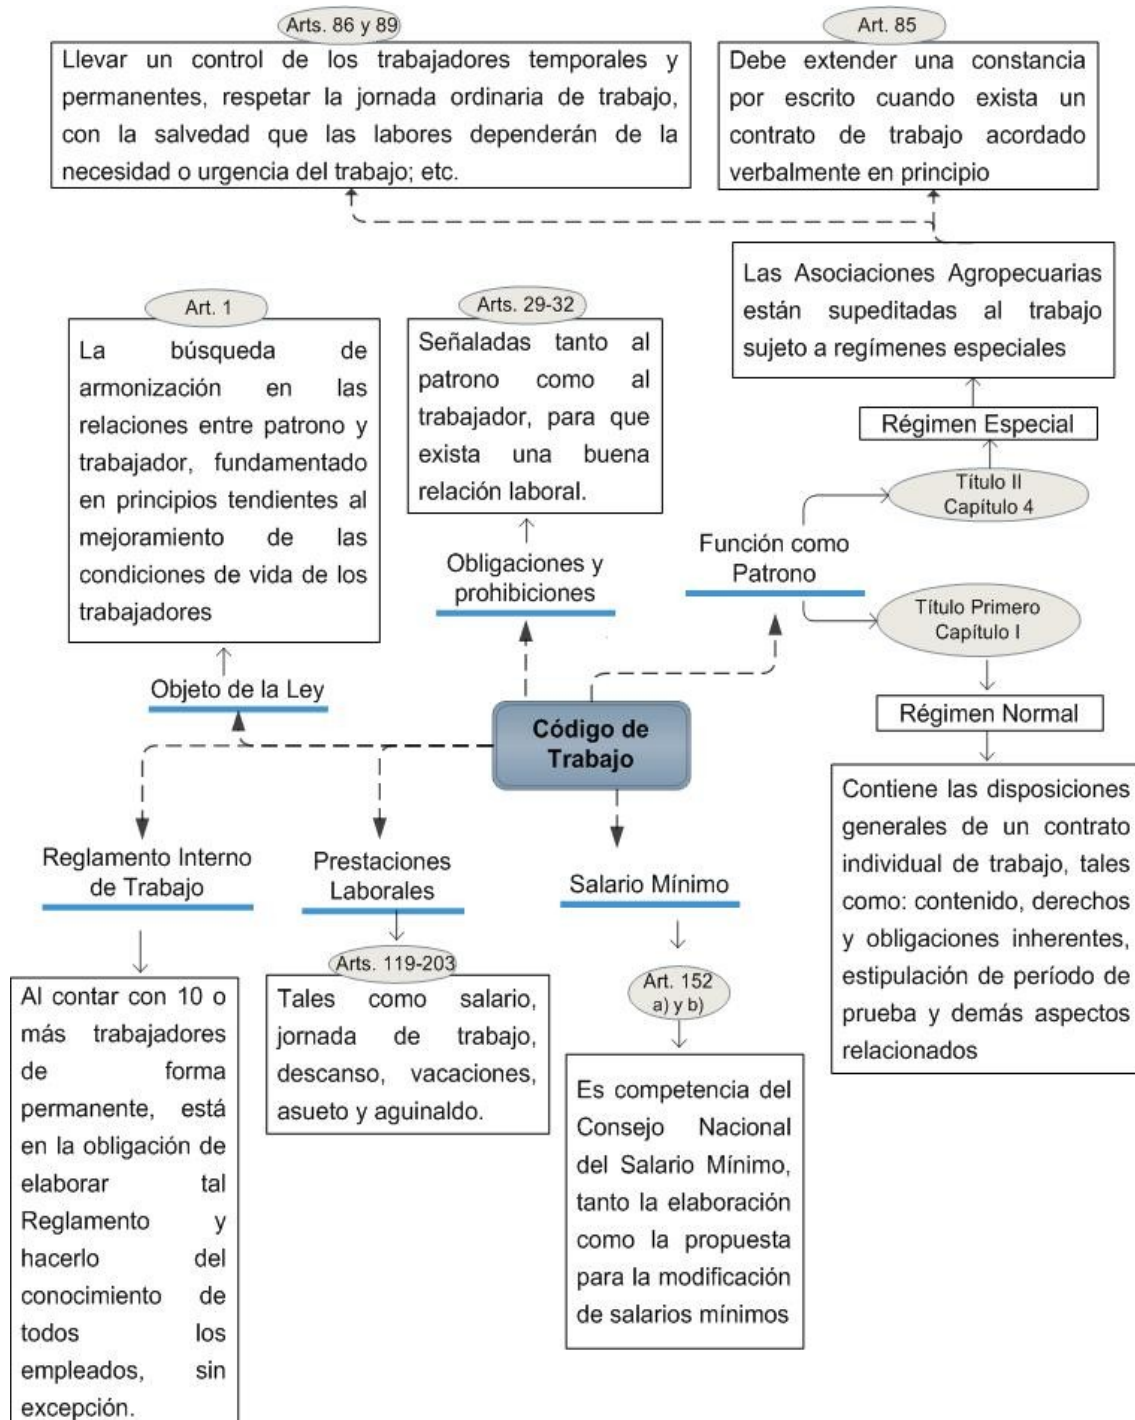 Arts. 86 y 89
Llevar un control de los trabajadores temporales y
permanentes, respetar la jornada ordinaria de trabajo,
con la salvedad que las labores dependerán de la
necesidad o urgencia del trabajo; etc.
Art. 85
Debe extender una constancia
por escrito cuando exista un
contrato de trabajo acordado
verbalmente en principio
Las Asociaciones Agropecuarias
están supeditadas al trabajo
sujeto a regímenes especiales
Régimen Especial
Título II
Capítulo 4
Función como
Patrono
Título Primero
Capítulo I
Régimen Normal
Contiene las disposiciones
generales de un contrato
individual de trabajo, tales
como: contenido, derechos
y obligaciones inherentes,
estipulación de período de
prueba y demás aspectos
relacionados
Art. 1
La búsqueda de
armonización en las
relaciones entre patrono y
trabajador, fundamentado
en principios tendientes al
mejoramiento de las
condiciones de vida de los
trabajadores
Objeto de la Ley
Arts. 29-32
Señaladas tanto al
patrono como al
trabajador, para que
exista una buena
relación laboral.
Obligaciones y
prohibiciones
Código de
Trabajo
Reglamento Interno
de Trabajo
Al contar con 10 o
más trabajadores
de forma
permanente, está
en la obligación de
elaborar tal
Reglamento y
hacerlo del
conocimiento de
todos los
empleados, sin
excepción.
Prestaciones
Laborales
Arts. 119-203
Tales como salario,
jornada de trabajo,
descanso, vacaciones,
asueto y aguinaldo.
Salario Mínimo
Art. 152
a) y b)
Es competencia del
Consejo Nacional
del Salario Mínimo,
tanto la elaboración
como la propuesta
para la modificación
de salarios mínimos